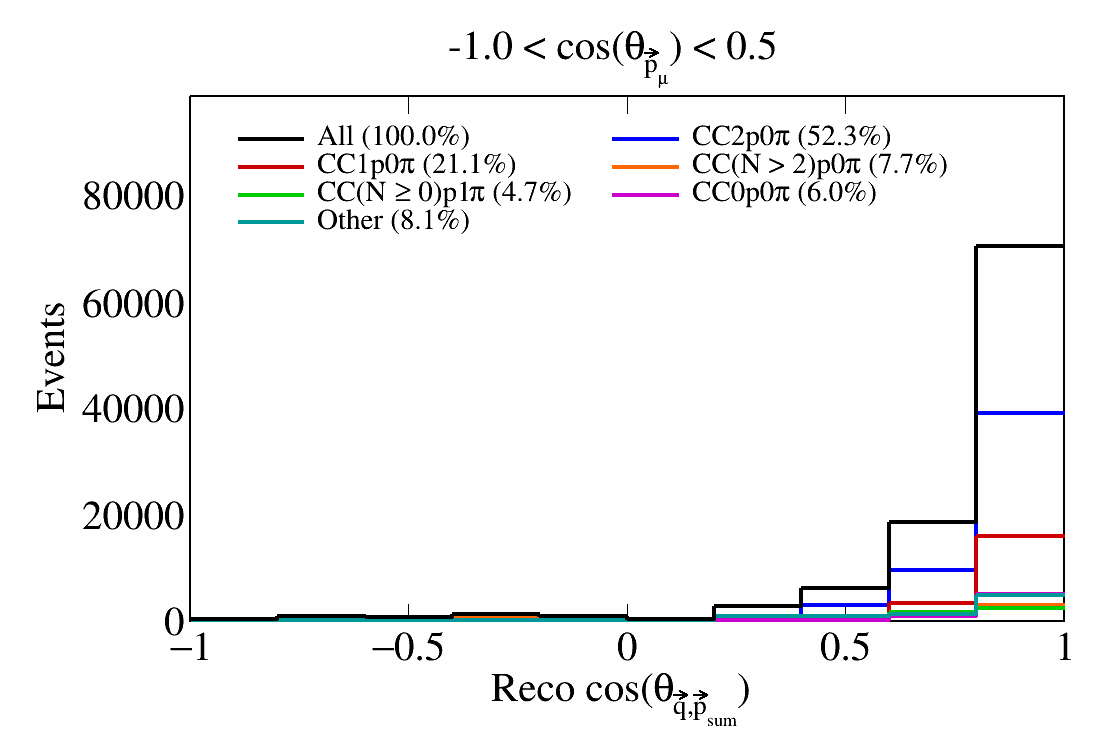 -1.0 < cos(θ_p⃗_μ) < 0.5
All (100.0%)
CC2p0π (52.3%)
CC1p0π (21.1%)
CC(N > 2)p0π (7.7%)
CC(N ≥ 0)p1π (4.7%)
CC0p0π (6.0%)
Other (8.1%)
Events
80000
60000
40000
20000
0
−1
−0.5
0
0.5
1
Reco cos(θ_q⃗,p⃗_sum)